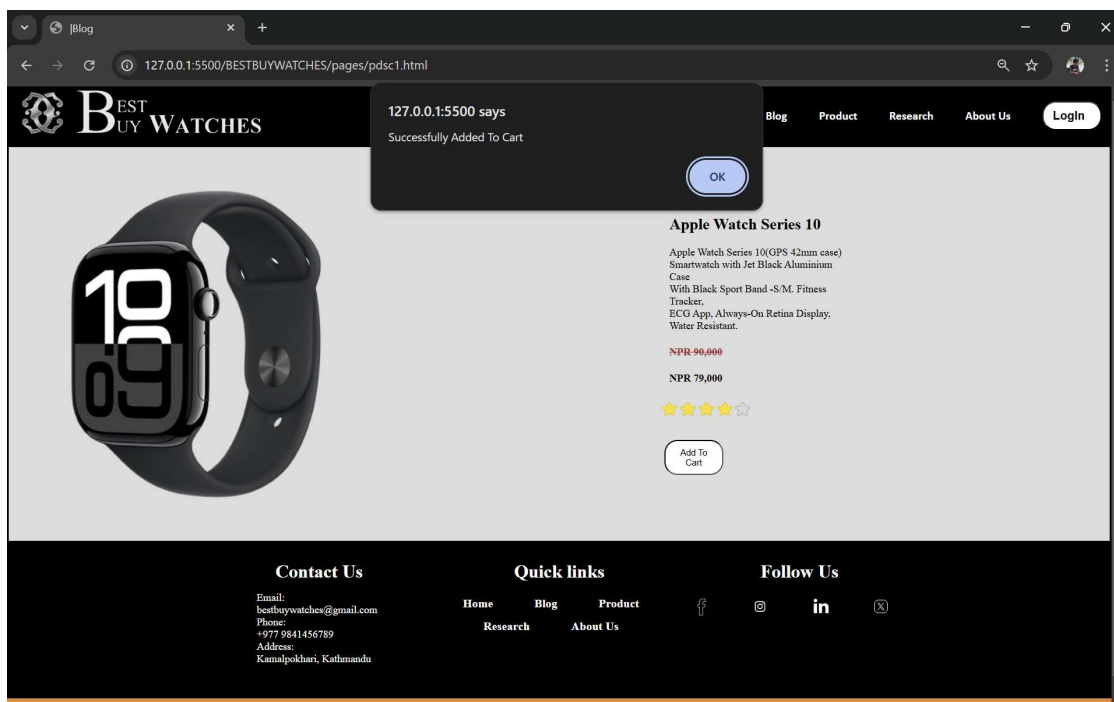 |Blog
127.0.0.1:5500/BESTBUYWATCHES/pages/pdsc1.html
BEST
BUY WATCHES
127.0.0.1:5500 says
Successfully Added To Cart
OK
Blog Product Research About Us LogIn
10
09
Apple Watch Series 10
Apple Watch Series 10(GPS 42mm case)
Smartwatch with Jet Black Aluminium
Case
With Black Sport Band -S/M. Fitness
Tracker,
ECG App, Always-On Retina Display,
Water Resistant.
NPR 90,000
NPR 79,000
Add To
Cart
Contact Us
Email:
bestbuywatches@gmail.com
Phone:
+977 9841456789
Address:
Kamalpokhari, Kathmandu
Quick links
Home Blog Product
Research About Us
Follow Us
f in X